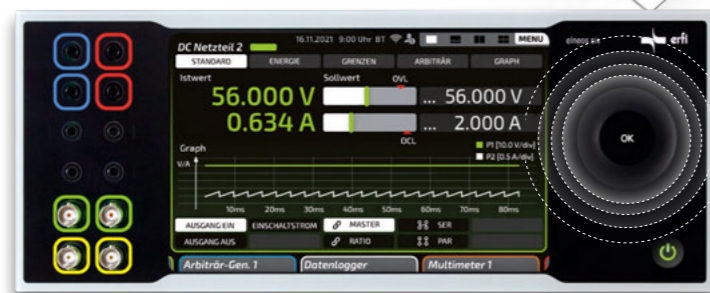 DC Netzteil 2 16.11.2021 9:00 Uhr BT MENU
STANDARD ENERGIE GRENZEN ARBITRÄR GRAPH
Istwert Sollwert OVL
56.000 V ... 56.000 V
0.634 A ... 2.000 A
OCL
Graph
P1 [10.0 V/div]
V/A P2 [0.5 A/div]
10ms 20ms 30ms 40ms 50ms 60ms 70ms 80ms
AUSGANG EIN EINSCHALTSTROM MASTER SER
AUSGANG AUS RATIO PAR
Arbiträr-Gen. 1 Datenlogger Multimeter 1
eineos six erfi
OK